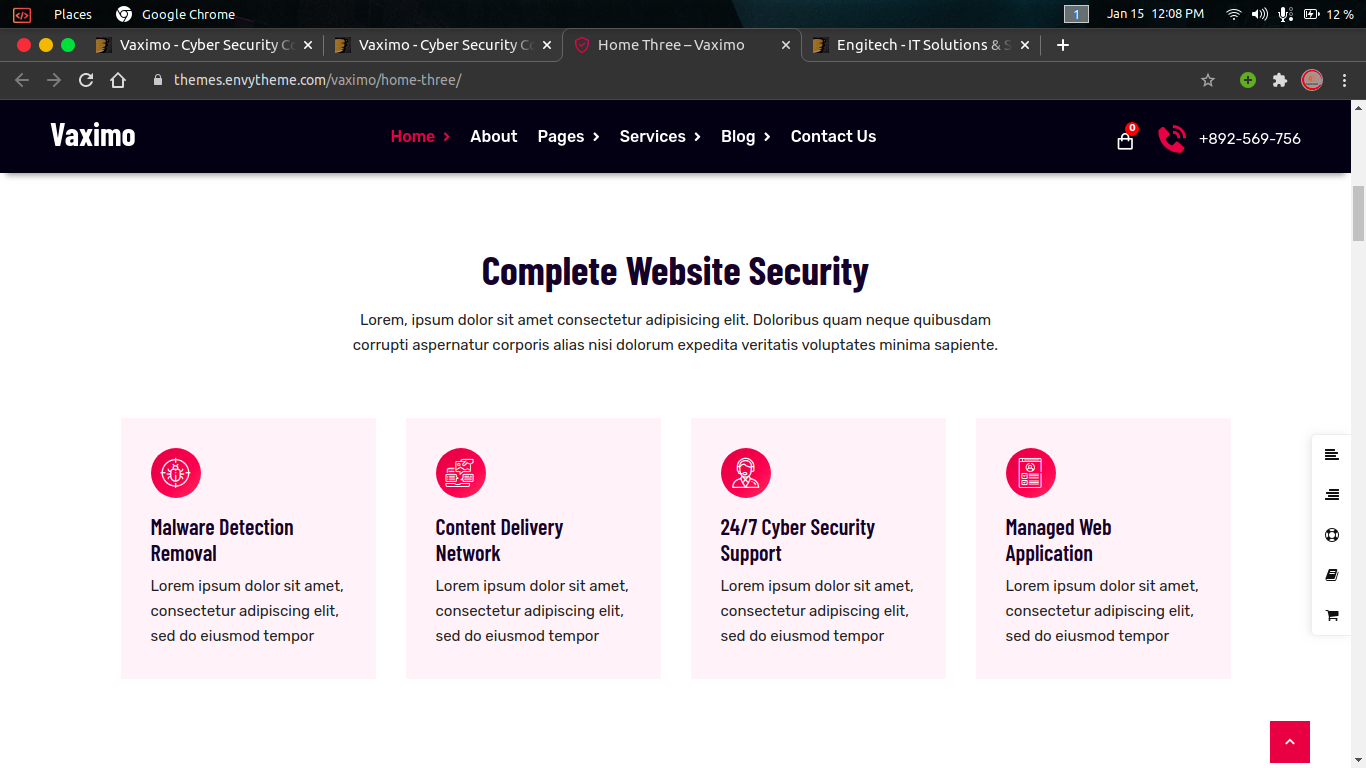 Places Google Chrome 1 Jan 15 12:08 PM 12 %
Vaximo - Cyber Security Co Vaximo - Cyber Security Co Home Three – Vaximo Engitech - IT Solutions & S
themes.envytheme.com/vaximo/home-three/
Vaximo Home About Pages Services Blog Contact Us 0 +892-569-756
Complete Website Security
Lorem, ipsum dolor sit amet consectetur adipisicing elit. Doloribus quam neque quibusdam
corrupti aspernatur corporis alias nisi dolorum expedita veritatis voluptates minima sapiente.
Malware Detection
Removal
Lorem ipsum dolor sit amet,
consectetur adipiscing elit,
sed do eiusmod tempor
Content Delivery
Network
Lorem ipsum dolor sit amet,
consectetur adipiscing elit,
sed do eiusmod tempor
24/7 Cyber Security
Support
Lorem ipsum dolor sit amet,
consectetur adipiscing elit,
sed do eiusmod tempor
Managed Web
Application
Lorem ipsum dolor sit amet,
consectetur adipiscing elit,
sed do eiusmod tempor